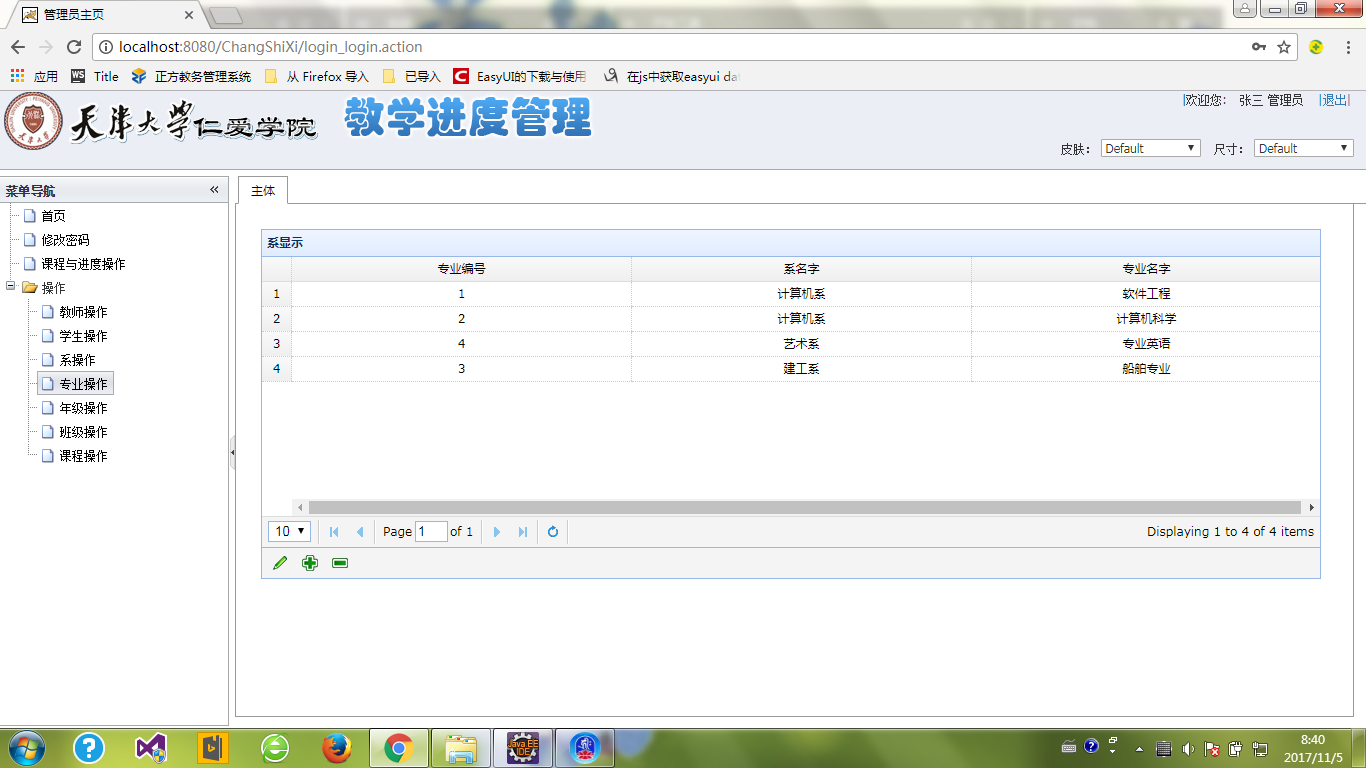 管理员主页
localhost:8080/ChangShiXi/login_login.action
应用 WS Title 正方教务管理系统 从 Firefox 导入 已导入 C EasyUI的下载与使用 在js中获取easyui dat
天津大学仁爱学院 教学进度管理
|欢迎您： 张三 管理员 |退出|
皮肤： Default 尺寸： Default
菜单导航
首页
修改密码
课程与进度操作
操作
教师操作
学生操作
系操作
专业操作
年级操作
班级操作
课程操作
主体
系显示
专业编号 系名字 专业名字
1 1 计算机系 软件工程
2 2 计算机系 计算机科学
3 4 艺术系 专业英语
4 3 建工系 船舶专业
10 Page 1 of 1 Displaying 1 to 4 of 4 items
Java EE
IDE
8:40
2017/11/5